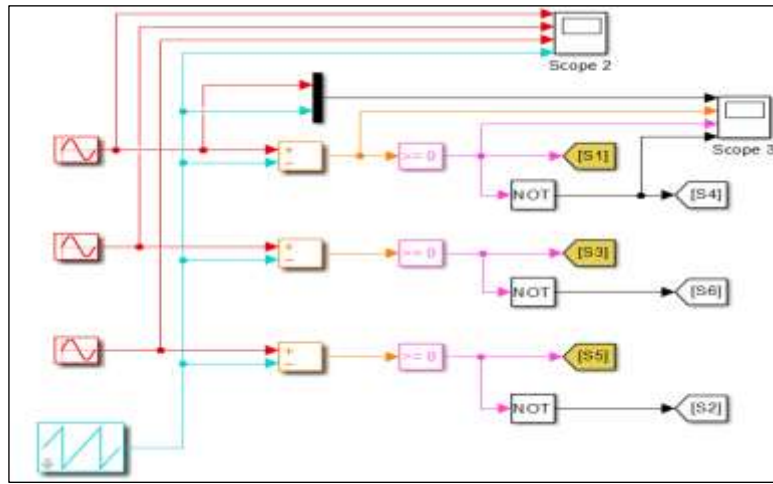 Scope 2
Scope 3
+
−
>= 0
[S1]
NOT
[S4]
+
−
>= 0
[S3]
NOT
[S6]
+
−
>= 0
[S5]
NOT
[S2]